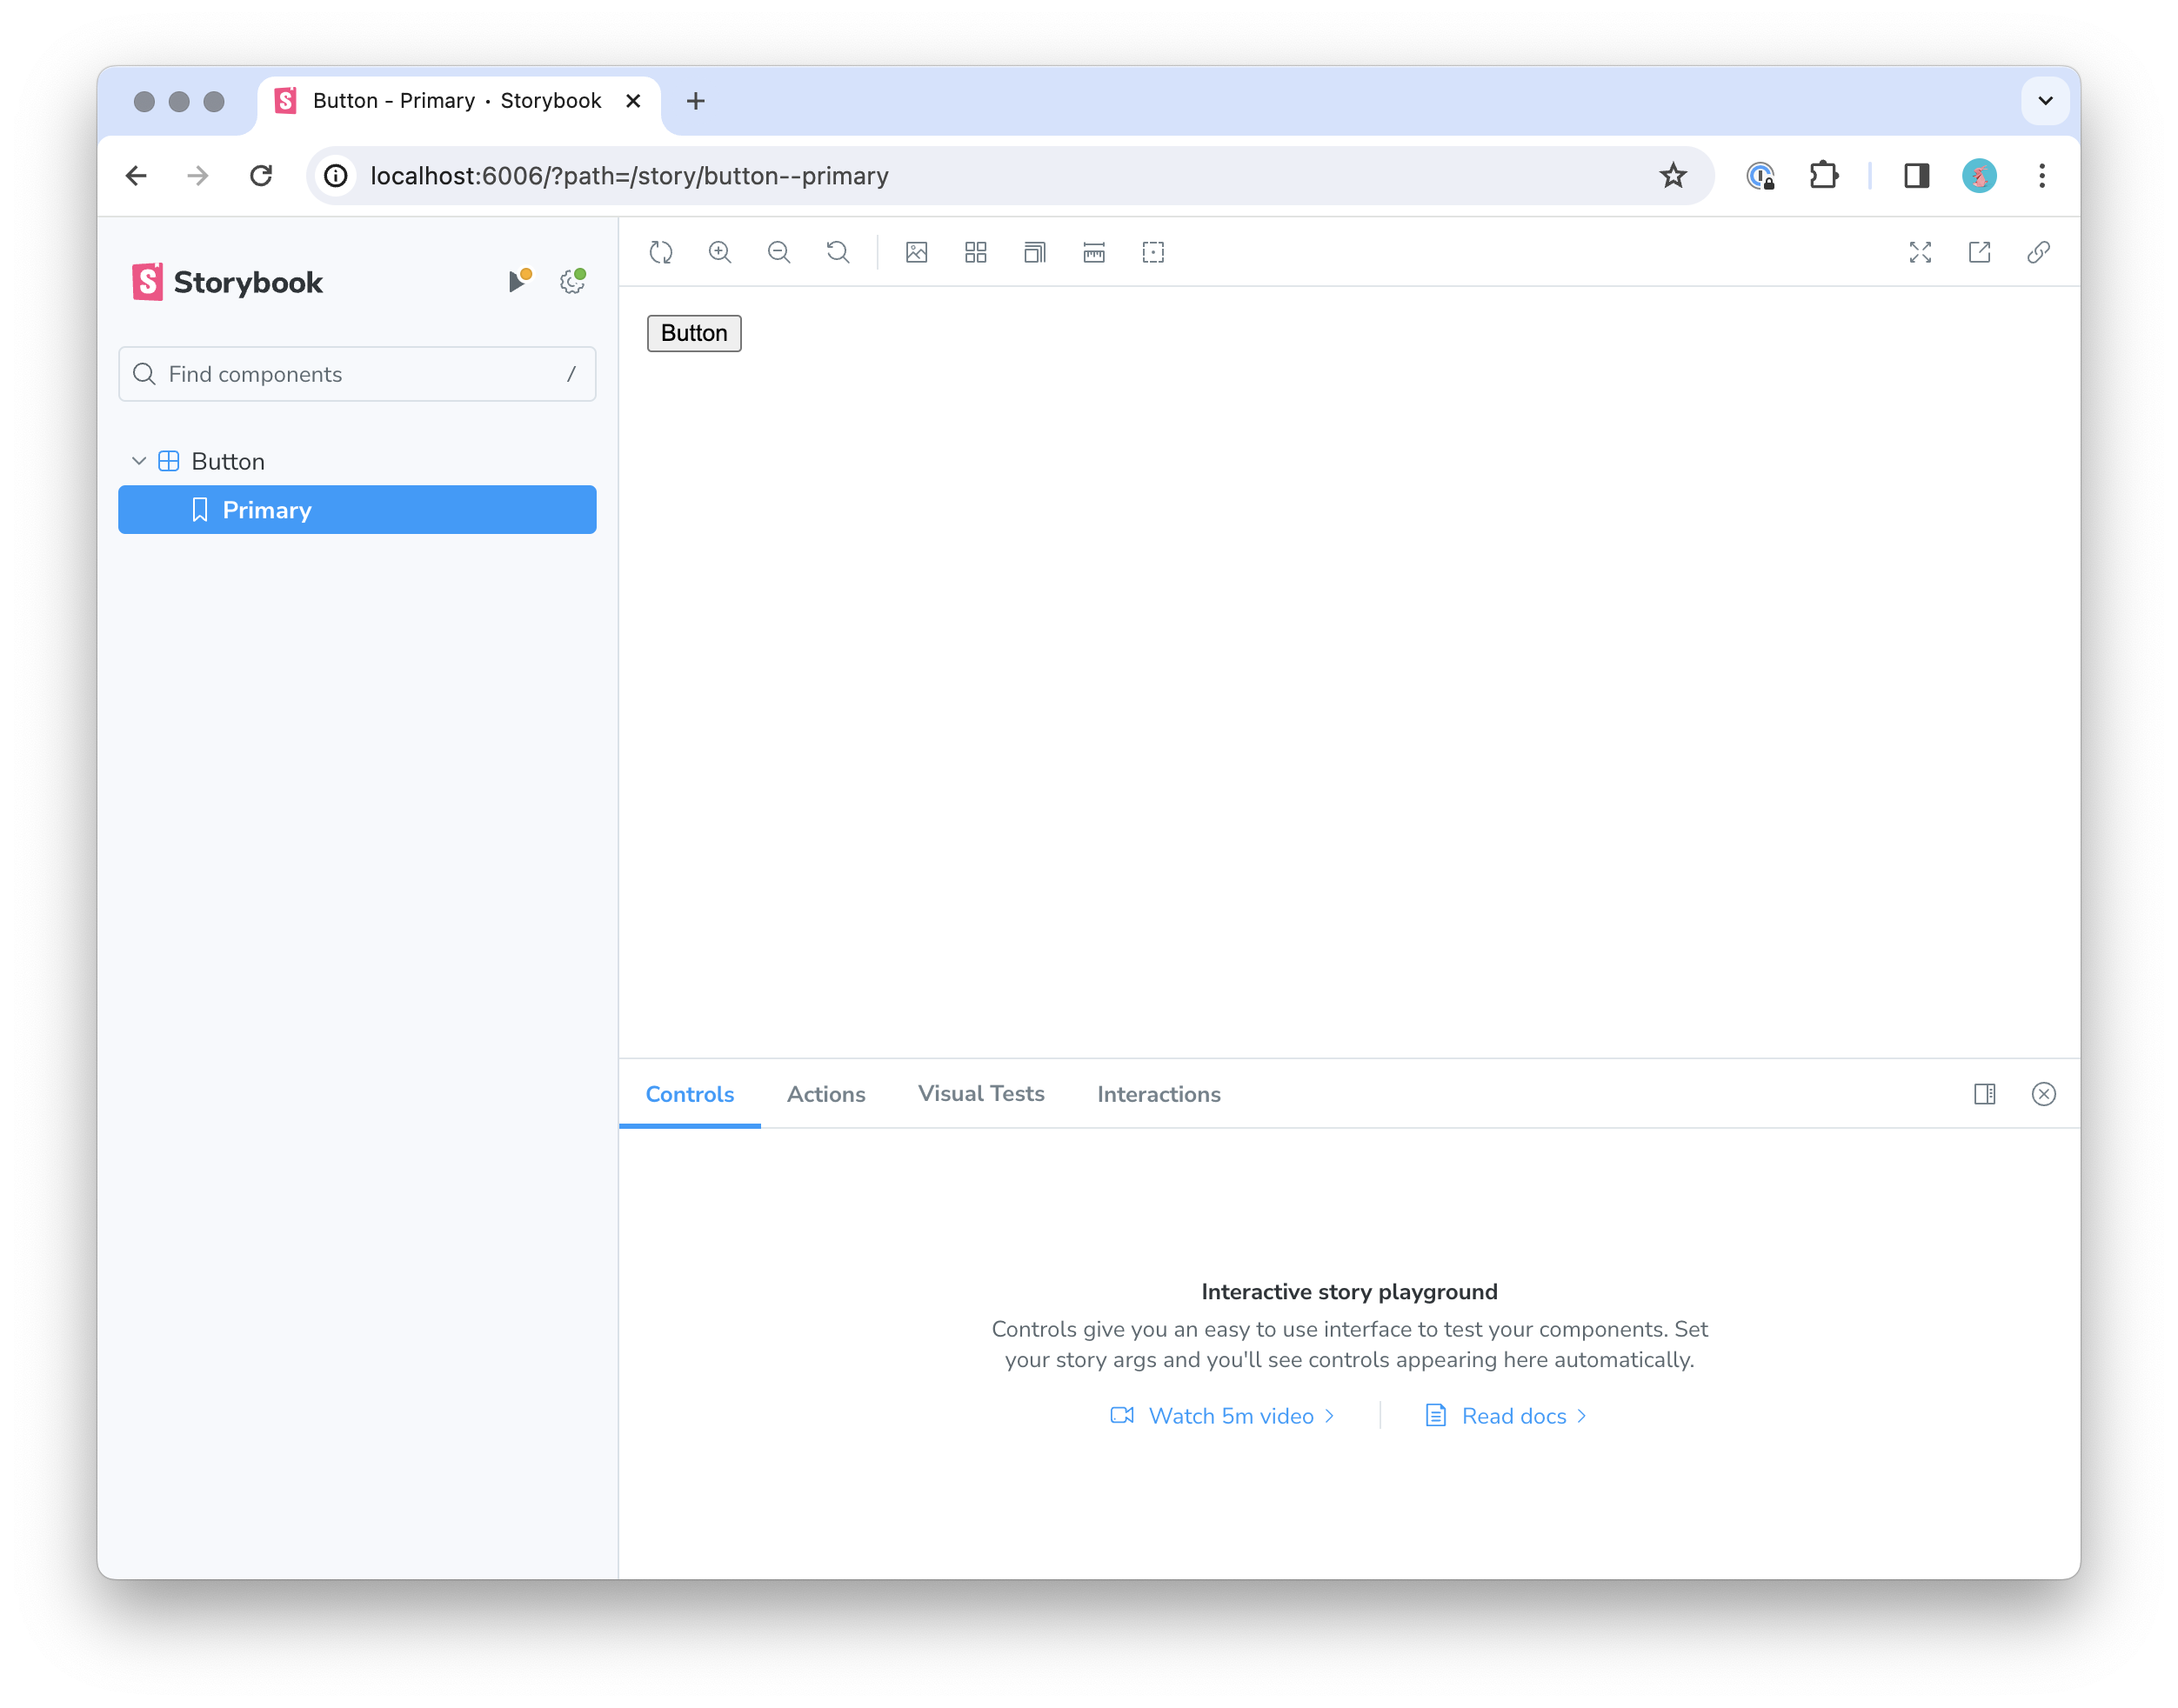 Button - Primary · Storybook
localhost:6006/?path=/story/button--primary
Storybook
Find components /
Button
Primary
Button
Controls Actions Visual Tests Interactions
Interactive story playground
Controls give you an easy to use interface to test your components. Set
your story args and you'll see controls appearing here automatically.
Watch 5m video Read docs